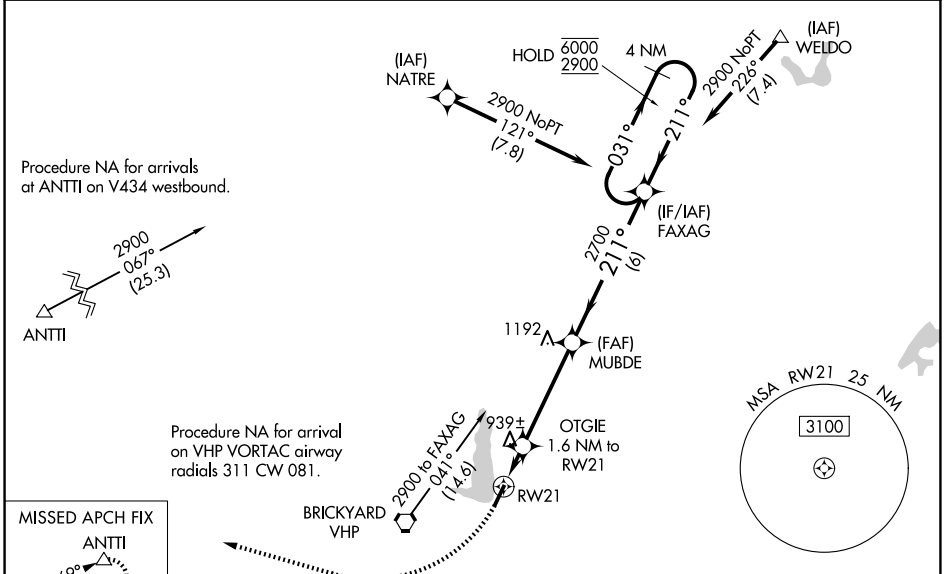 (IAF)
NATRE
2900 NoPT
121°
(7.8)
HOLD 6000
2900
4 NM
031°
211°
(IAF)
WELDO
2900 NoPT
226°
(7.4)
(IF/IAF)
FAXAG
2700
211°
(6)
Procedure NA for arrivals
at ANTTI on V434 westbound.
2900
067°
(25.3)
ANTTI
1192
(FAF)
MUBDE
939±
OTGIE
1.6 NM to
RW21
RW21
Procedure NA for arrival
on VHP VORTAC airway
radials 311 CW 081.
2900 to FAXAG
041°
(14.6)
BRICKYARD
VHP
MSA RW21 25 NM
3100
MISSED APCH FIX
ANTTI